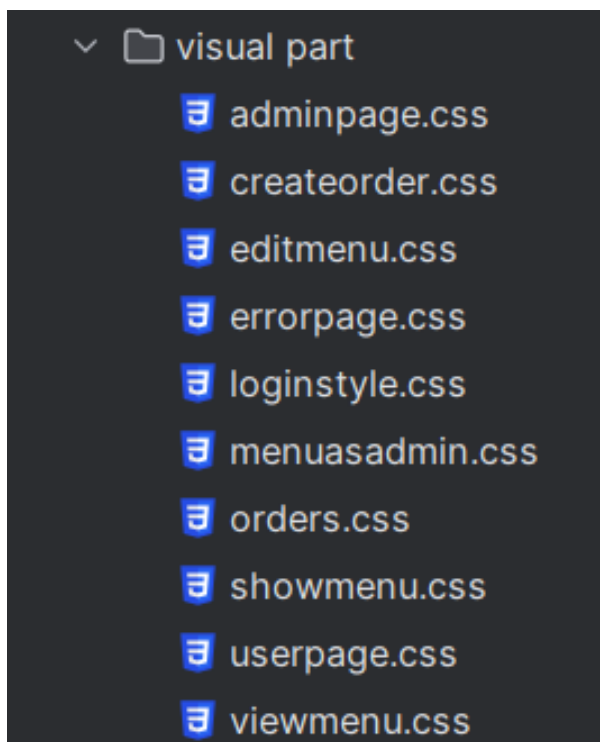 visual part
adminpage.css
createorder.css
editmenu.css
errorpage.css
loginstyle.css
menuasadmin.css
orders.css
showmenu.css
userpage.css
viewmenu.css